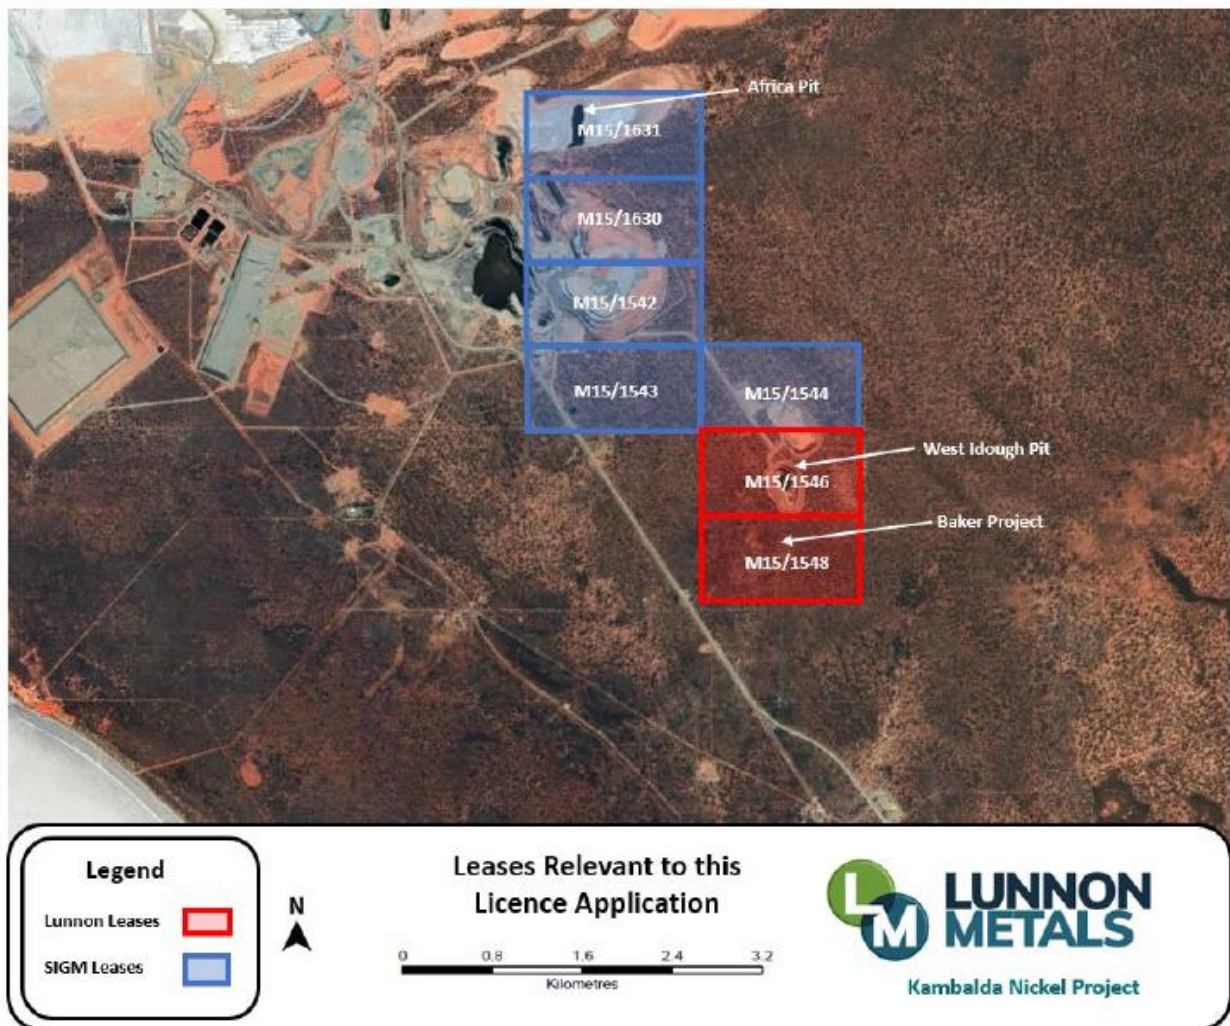 Africa Pit
M15/1631
M15/1630
M15/1542
M15/1543
M15/1544
West Idough Pit
M15/1546
Baker Project
M15/1548
Legend
Lunnon Leases
SIGM Leases
N
Leases Relevant to this
Licence Application
0 0.8 1.6 2.4 3.2
Kilometres
LM
LUNNON
METALS
Kambalda Nickel Project